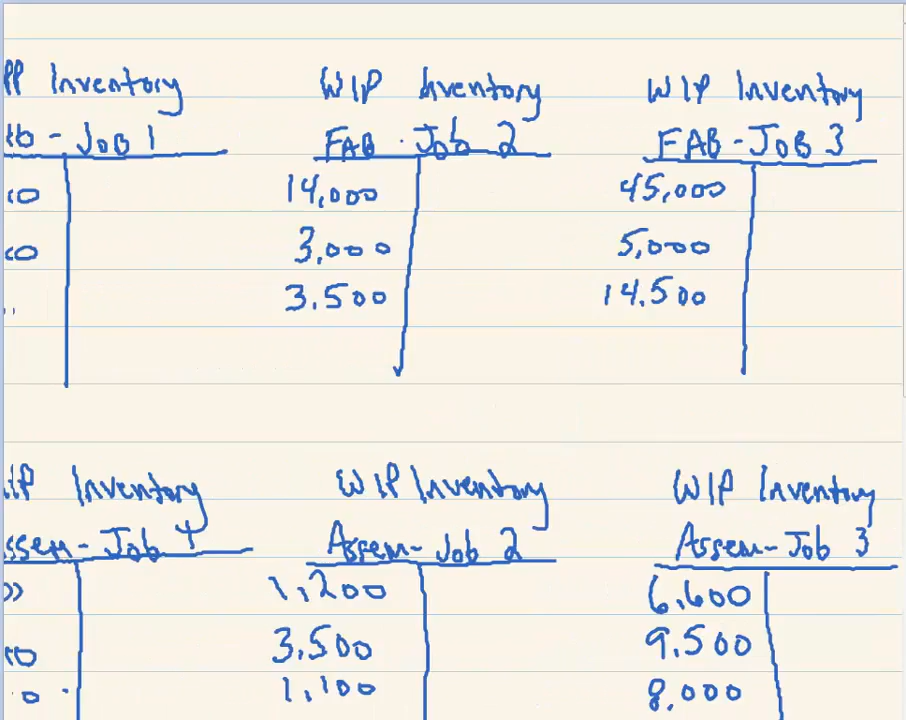 Inventory WIP Inventory WIP Inventory
- JOB 1 FAB - Job 2 FAB - JOB 3
14,000 45,000
3,000 5,000
3,500 14,500
Inventory WIP Inventory WIP Inventory
Assem- Job 2 Assem- Job 3
1,200 6,600
3,500 9,500
1,100 8,000